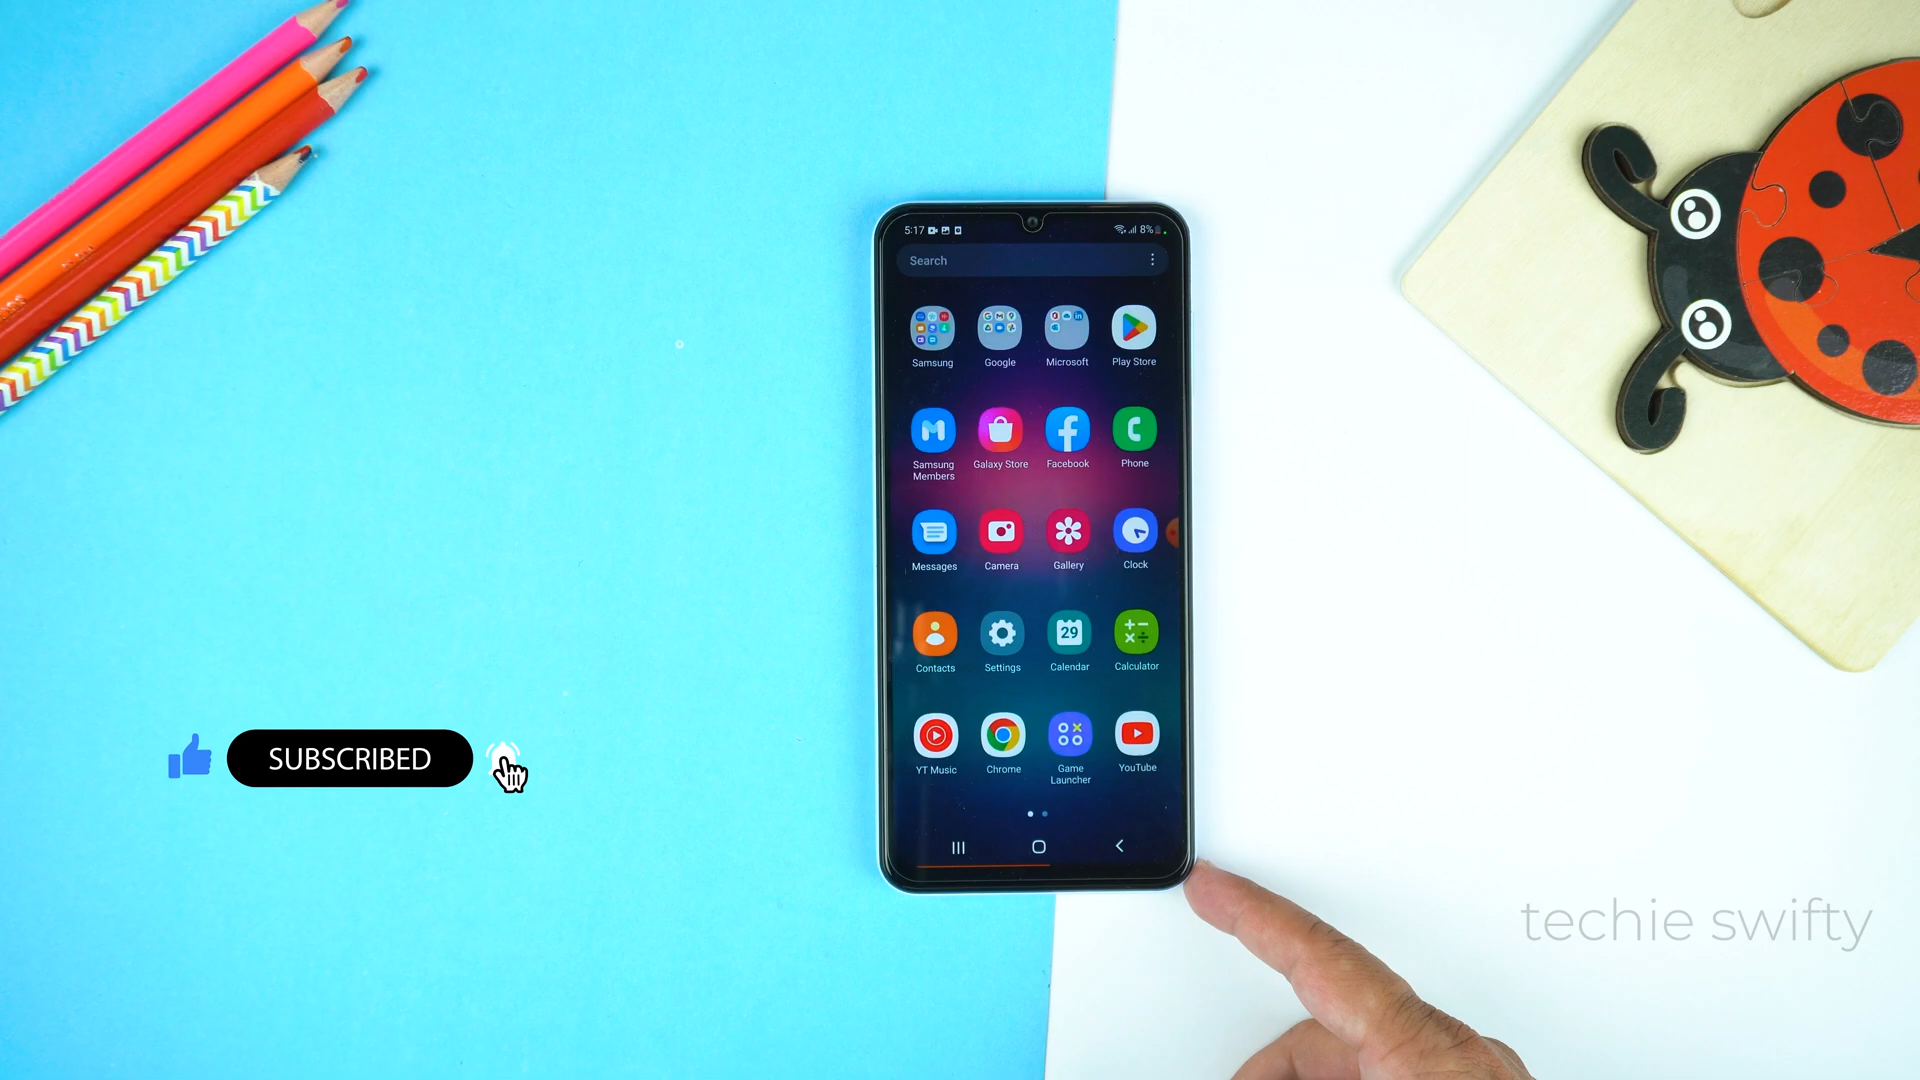 5:17
8%
Search
Samsung
Google
Microsoft
Play Store
Samsung
Members
Galaxy Store
Facebook
Phone
Messages
Camera
Gallery
Clock
Contacts
Settings
29
Calendar
Calculator
YT Music
Chrome
Game
Launcher
YouTube
SUBSCRIBED
techie swifty